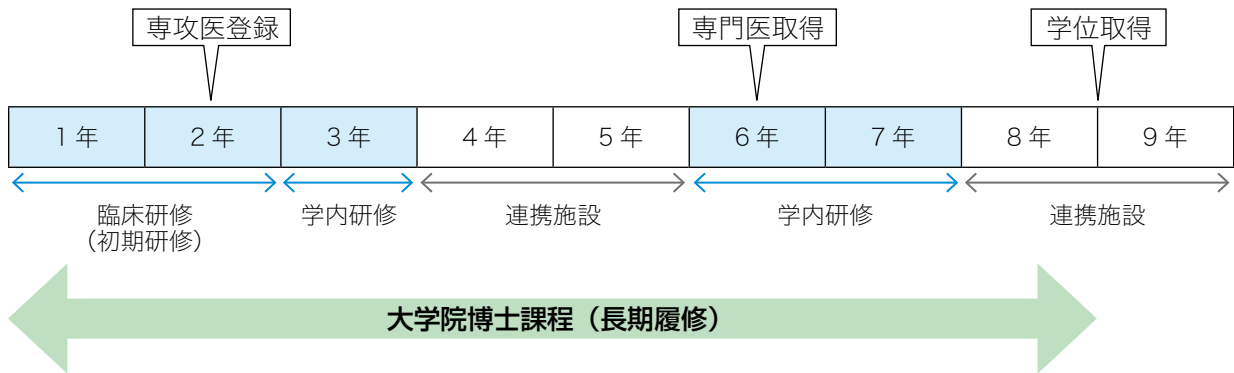 専攻医登録
専門医取得
学位取得
1年
2年
3年
4年
5年
6年
7年
8年
9年
臨床研修
(初期研修)
学内研修
連携施設
学内研修
連携施設
大学院博士課程（長期履修）